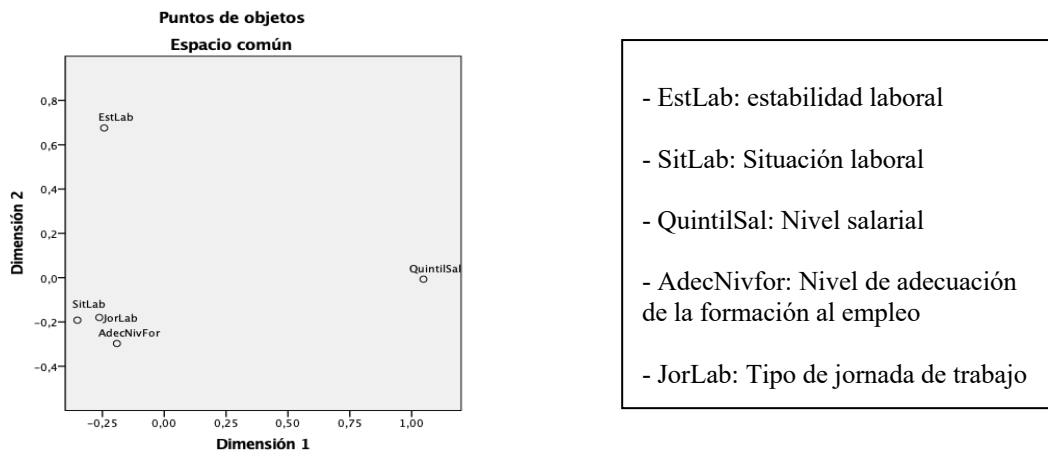 Puntos de objetos
Espacio común
0,8
0,6
0,4
0,2
0,0
-0,2
-0,4
Dimensión 2
EstLab
QuintilSal
SitLab
JorLab
AdecNivFor
-0,25
0,00
0,25
0,50
0,75
1,00
Dimensión 1
- EstLab: estabilidad laboral
- SitLab: Situación laboral
- QuintilSal: Nivel salarial
- AdecNivfor: Nivel de adecuación
de la formación al empleo
- JorLab: Tipo de jornada de trabajo